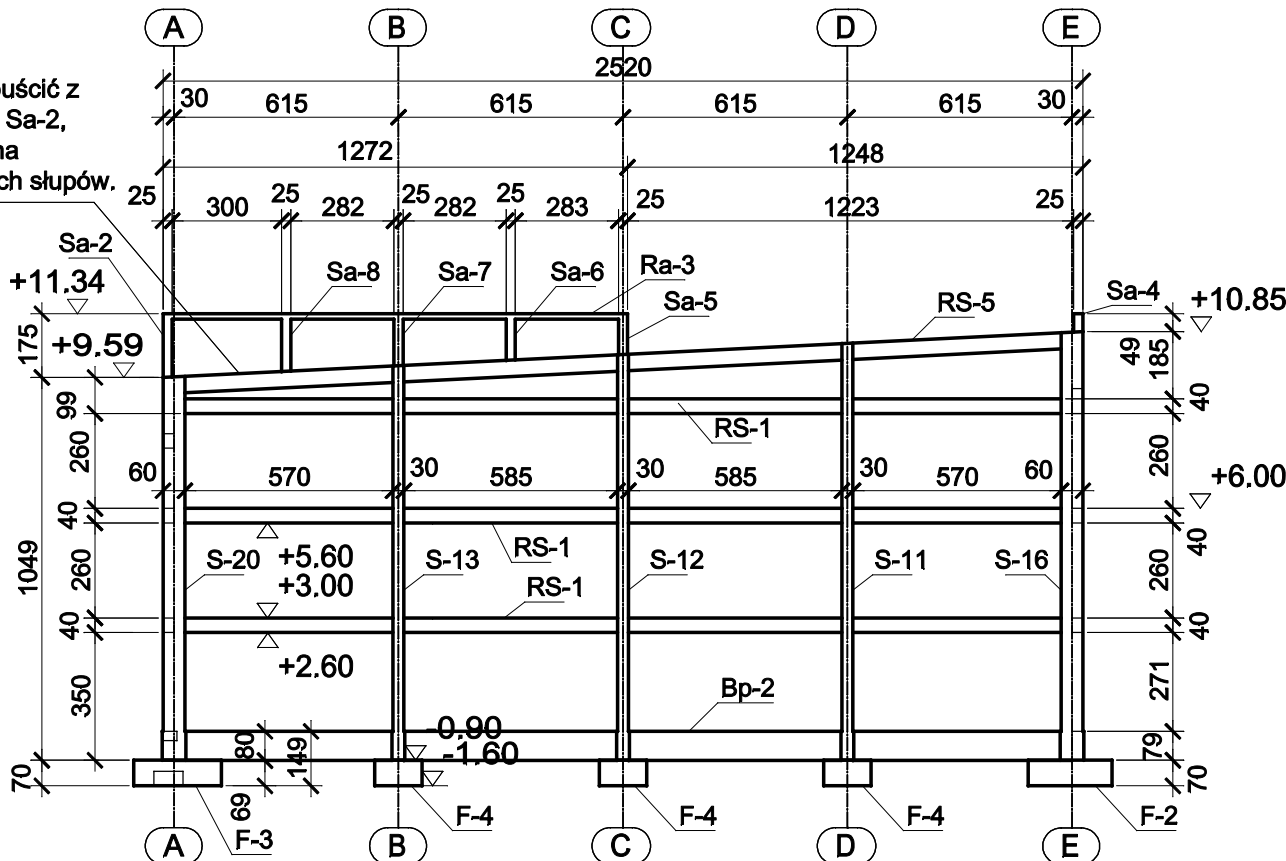 A B C D E
2520
uścić z
Sa-2,
na
ch słupów.
30 615 615 615 615 30
1272 1248
25 300 25 282 25 282 25 283 25 1223 25
Sa-2 Sa-8 Sa-7 Sa-6 Ra-3 Sa-5 RS-5 Sa-4
+11.34 +10.85
175 +9.59 49 185
99 40
RS-1
260 260
60 570 30 585 30 585 30 570 60
+6.00
40 40
1049 260 260
RS-1
+5.60
+3.00
S-20 S-13 S-12 S-11 S-16
RS-1
40 40
+2.60
350 271
Bp-2
-0.90
-1.60
80 149 79
70 69 70
F-3 F-4 F-4 F-4 F-2
A B C D E